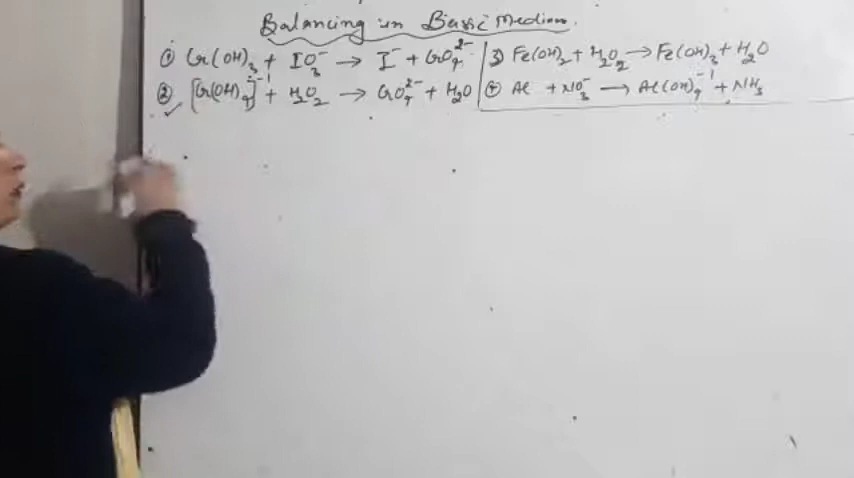 Balancing in Basic Medium.
① Cr(OH)₃ + IO₃⁻ → I⁻ + CrO₄²⁻
② [Cr(OH)₄]⁻¹ + H₂O₂ → CrO₄²⁻ + H₂O
③ Fe(OH)₂ + H₂O₂ → Fe(OH)₃ + H₂O
④ Al + NO₃⁻ → Al(OH)₄⁻¹ + NH₃